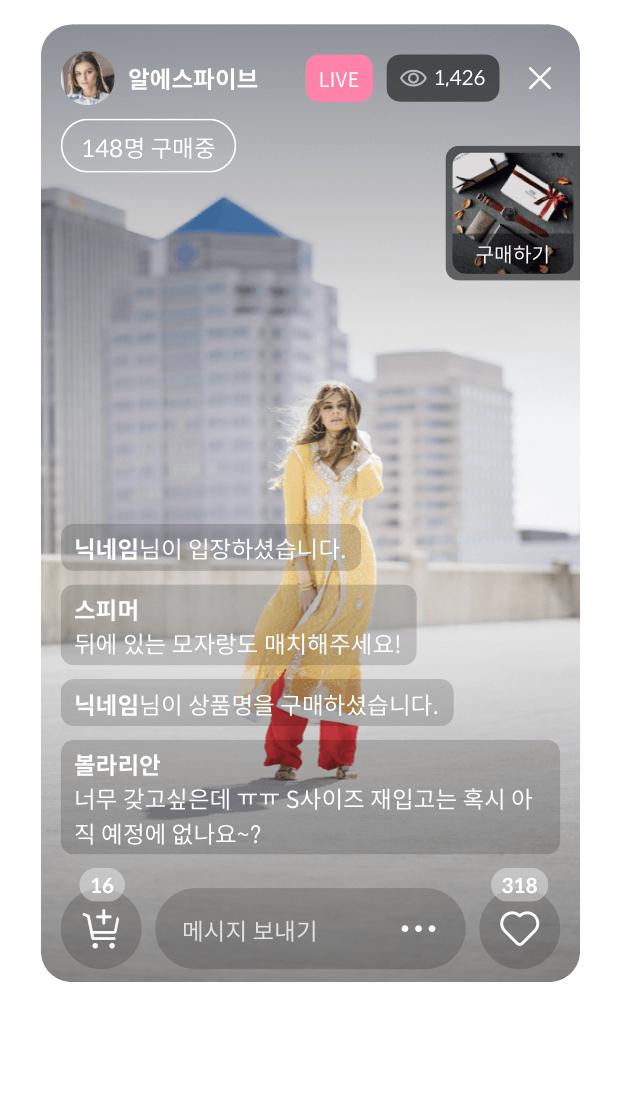 알에스파이브
LIVE
1,426
148명 구매중
구매하기
닉네임님이 입장하셨습니다.
스피머
뒤에 있는 모자랑도 매치해주세요!
닉네임님이 상품명을 구매하셨습니다.
볼라리안
너무 갖고싶은데 ㅠㅠ S사이즈 재입고는 혹시 아
직 예정에 없나요~?
16
318
메시지 보내기